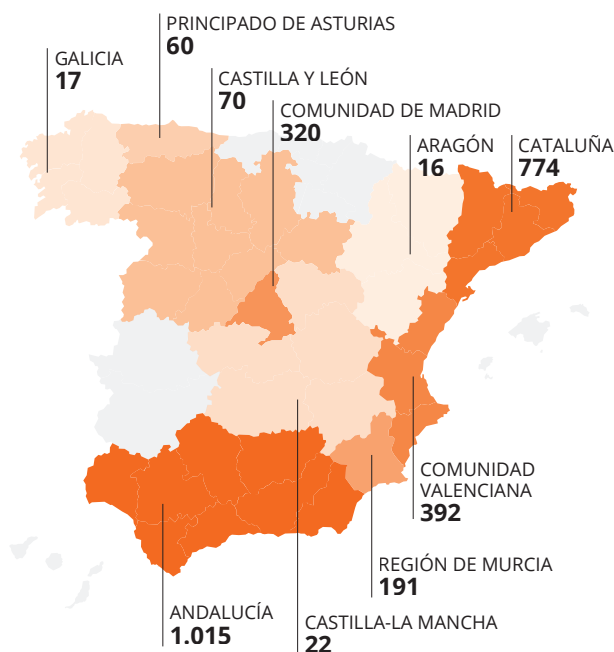 PRINCIPADO DE ASTURIAS
60
GALICIA
17
CASTILLA Y LEÓN
70
COMUNIDAD DE MADRID
320
ARAGÓN
16
CATALUÑA
774
COMUNIDAD
VALENCIANA
392
REGIÓN DE MURCIA
191
ANDALUCÍA
1.015
CASTILLA-LA MANCHA
22